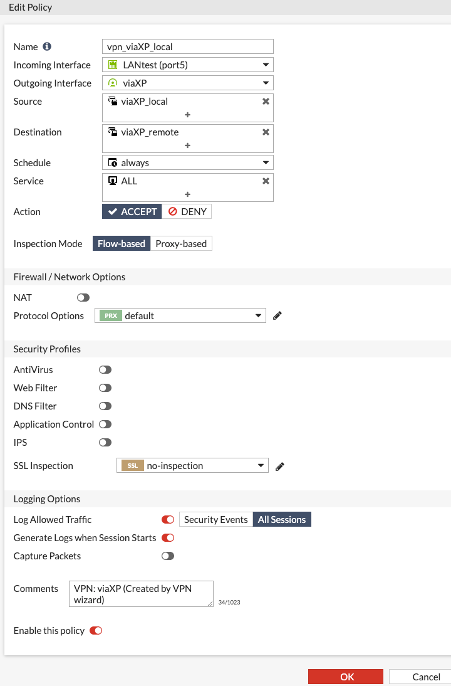 Edit Policy
Name
vpn_viaXP_local
Incoming Interface
LANtest (port5)
Outgoing Interface
viaXP
Source
viaXP_local
+
Destination
viaXP_remote
+
Schedule
always
Service
ALL
+
Action
ACCEPT DENY
Inspection Mode
Flow-based Proxy-based
Firewall / Network Options
NAT
Protocol Options
PRX default
Security Profiles
AntiVirus
Web Filter
DNS Filter
Application Control
IPS
SSL Inspection
SSL no-inspection
Logging Options
Log Allowed Traffic
Security Events All Sessions
Generate Logs when Session Starts
Capture Packets
Comments
VPN: viaXP (Created by VPN
wizard)
34/1023
Enable this policy
OK Cancel